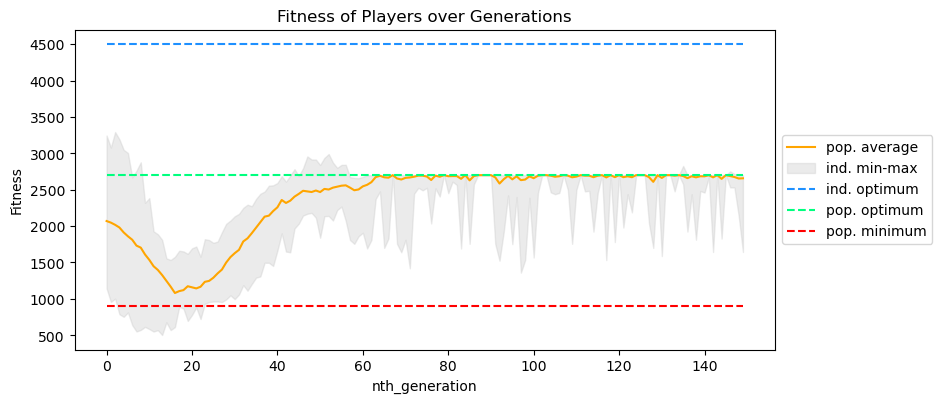 Fitness of Players over Generations
Fitness
4500
4000
3500
3000
2500
2000
1500
1000
500
0
20
40
60
80
100
120
140
nth_generation
pop. average
ind. min-max
ind. optimum
pop. optimum
pop. minimum